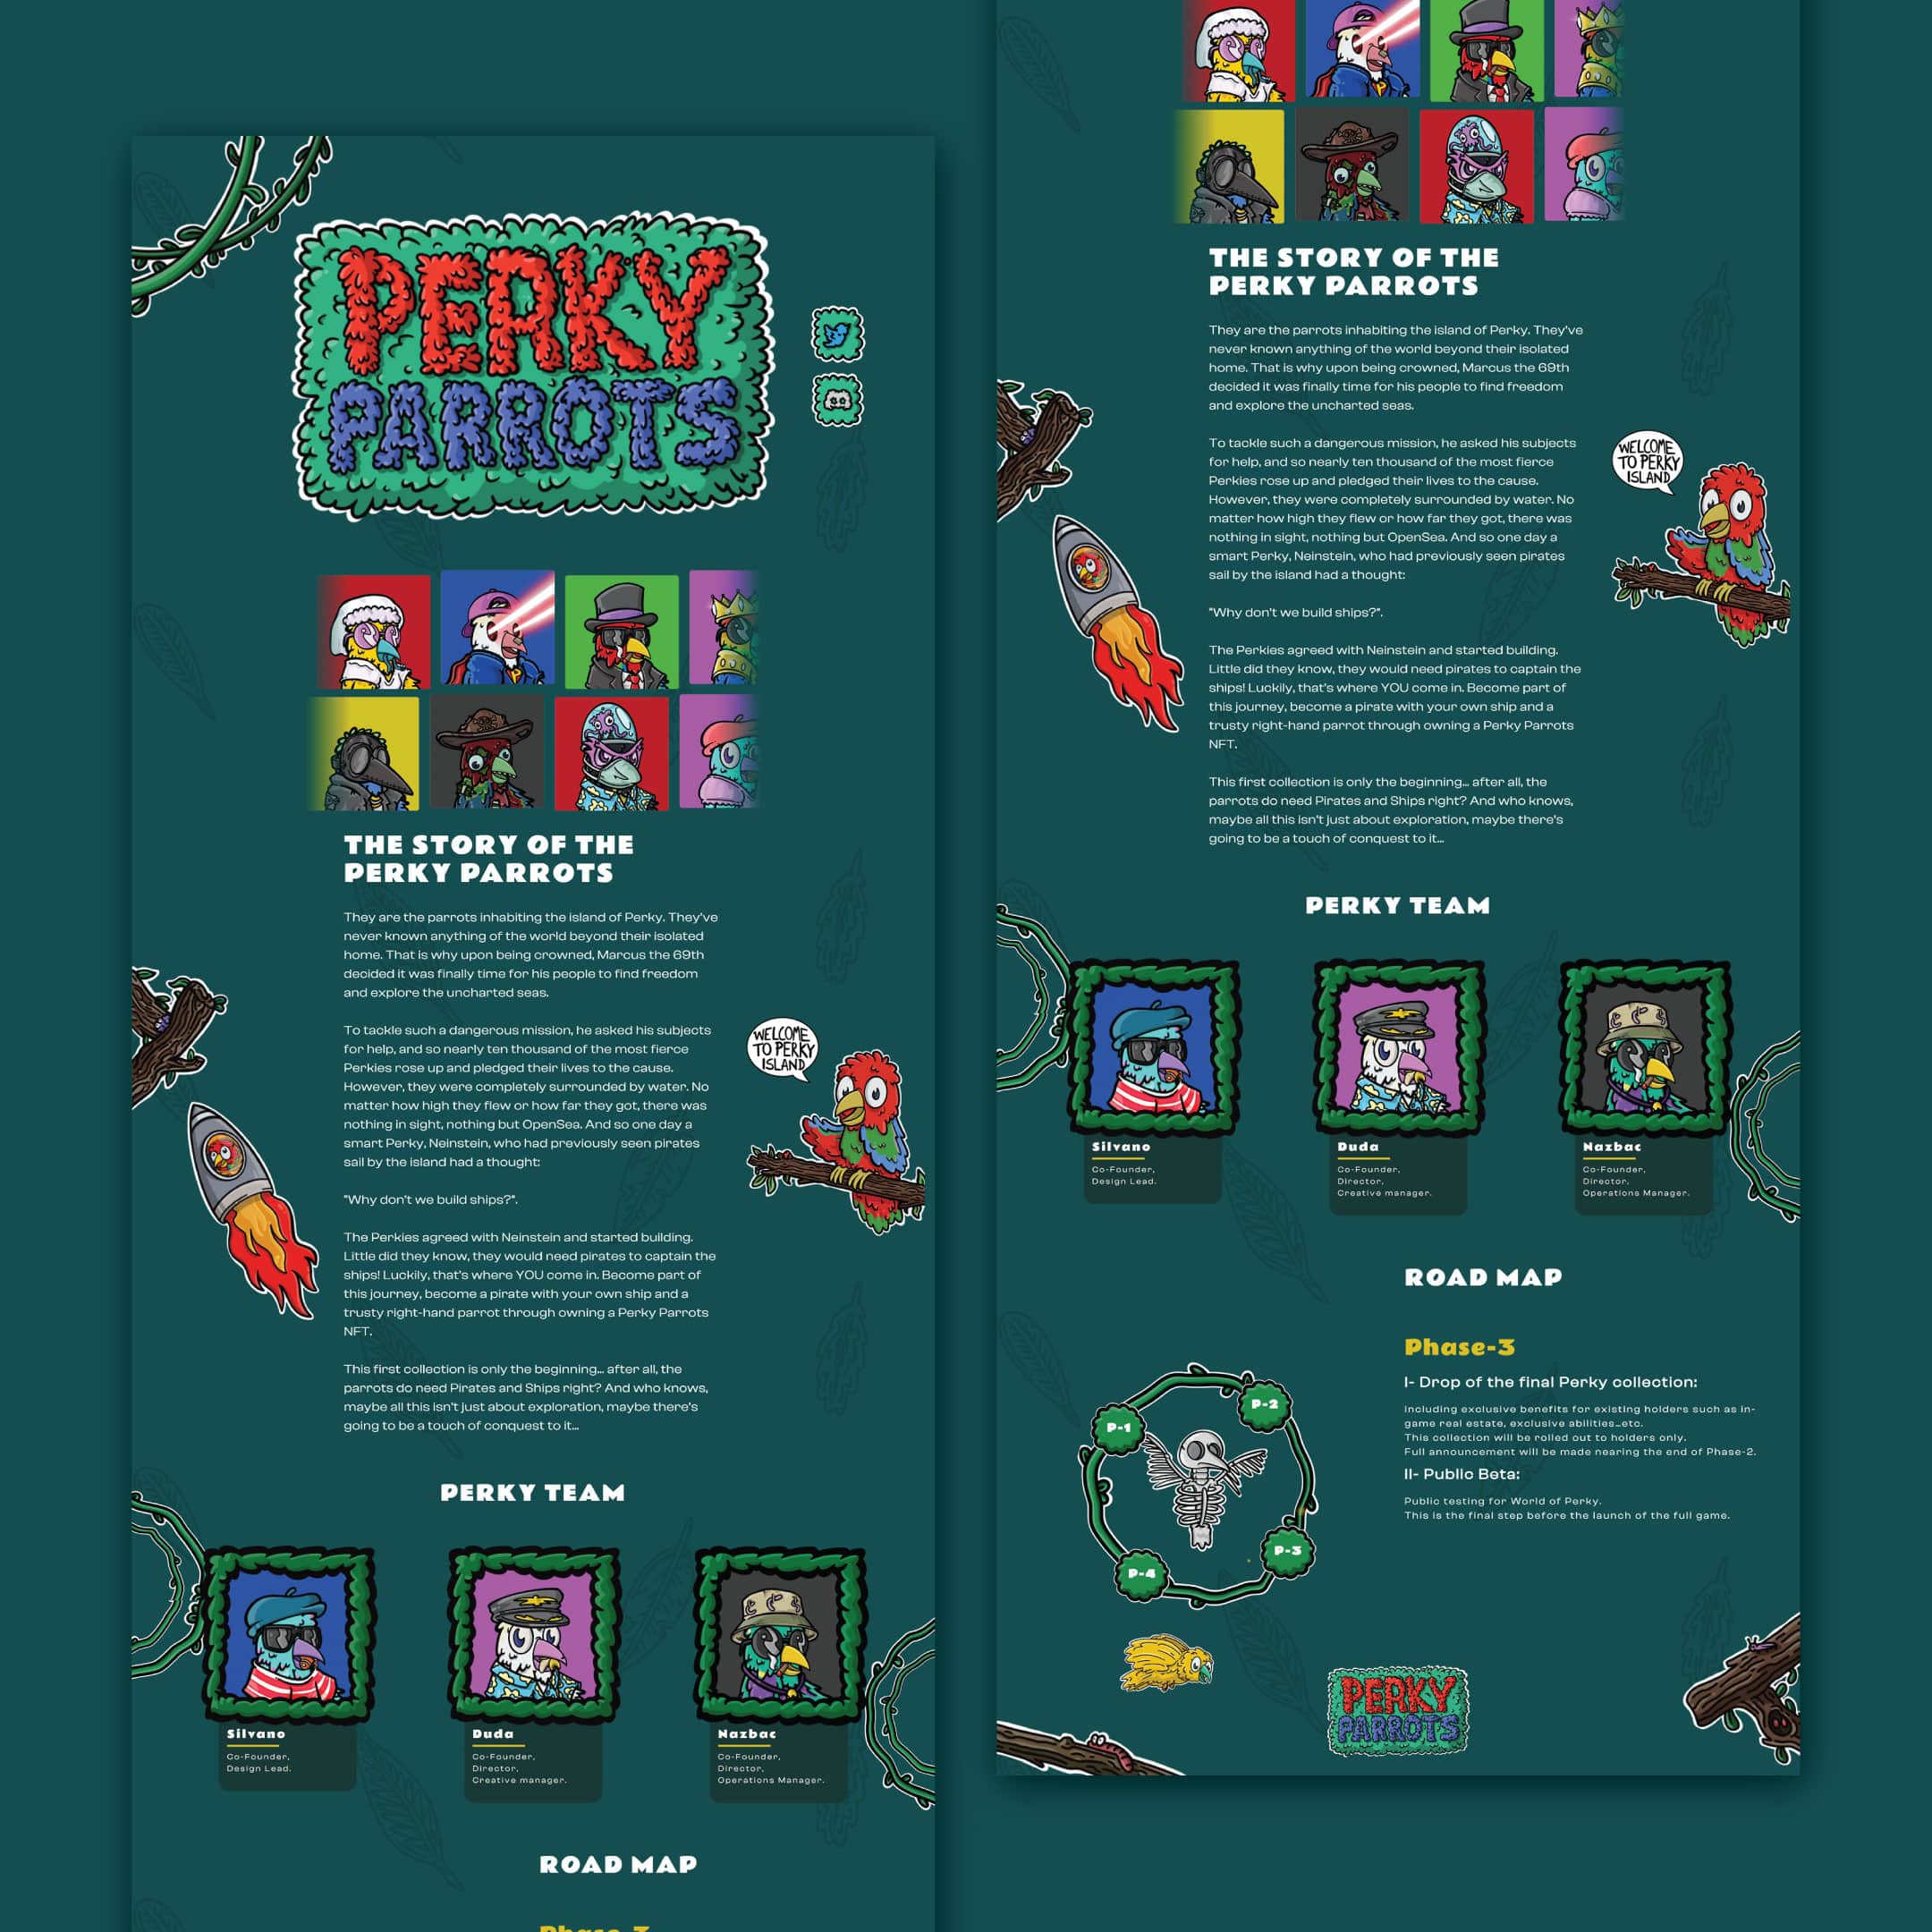 PERKY
PARROTS
THE STORY OF THE
PERKY PARROTS
They are the parrots inhabiting the island of Perky. They've
never known anything of the world beyond their isolated
home. That is why upon being crowned, Marcus the 69th
decided it was finally time for his people to find freedom
and explore the uncharted seas.
To tackle such a dangerous mission, he asked his subjects
for help, and so nearly ten thousand of the most fierce
Perkies rose up and pledged their lives to the cause.
However, they were completely surrounded by water. No
matter how high they flew or how far they got, there was
nothing in sight, nothing but OpenSea. And so one day a
smart Perky, Neinstein, who had previously seen pirates
sail by the island had a thought:
"Why don't we build ships?".
The Perkies agreed with Neinstein and started building.
Little did they know, they would need pirates to captain the
ships! Luckily, that's where YOU come in. Become part of
this journey, become a pirate with your own ship and a
trusty right-hand parrot through owning a Perky Parrots
NFT.
This first collection is only the beginning... after all, the
parrots do need Pirates and Ships right? And who knows,
maybe all this isn't just about exploration, maybe there's
going to be a touch of conquest to it...
WELCOME
TO PERKY
ISLAND
PERKY TEAM
Silvano
Co-Founder,
Design Lead.
Duda
Co-Founder,
Director,
Creative manager.
Nazbac
Co-Founder,
Director,
Operations Manager.
ROAD MAP
Phase-3
THE STORY OF THE
PERKY PARROTS
They are the parrots inhabiting the island of Perky. They've
never known anything of the world beyond their isolated
home. That is why upon being crowned, Marcus the 69th
decided it was finally time for his people to find freedom
and explore the uncharted seas.
To tackle such a dangerous mission, he asked his subjects
for help, and so nearly ten thousand of the most fierce
Perkies rose up and pledged their lives to the cause.
However, they were completely surrounded by water. No
matter how high they flew or how far they got, there was
nothing in sight, nothing but OpenSea. And so one day a
smart Perky, Neinstein, who had previously seen pirates
sail by the island had a thought:
"Why don't we build ships?".
The Perkies agreed with Neinstein and started building.
Little did they know, they would need pirates to captain the
ships! Luckily, that's where YOU come in. Become part of
this journey, become a pirate with your own ship and a
trusty right-hand parrot through owning a Perky Parrots
NFT.
This first collection is only the beginning... after all, the
parrots do need Pirates and Ships right? And who knows,
maybe all this isn't just about exploration, maybe there's
going to be a touch of conquest to it...
WELCOME
TO PERKY
ISLAND
PERKY TEAM
Silvano
Co-Founder,
Design Lead.
Duda
Co-Founder,
Director,
Creative manager.
Nazbac
Co-Founder,
Director,
Operations Manager.
ROAD MAP
P-1
P-2
P-3
P-4
Phase-3
I- Drop of the final Perky collection:
Including exclusive benefits for existing holders such as in-
game real estate, exclusive abilities...etc.
This collection will be rolled out to holders only.
Full announcement will be made nearing the end of Phase-2.
II- Public Beta:
Public testing for World of Perky.
This is the final step before the launch of the full game.
PERKY
PARROTS